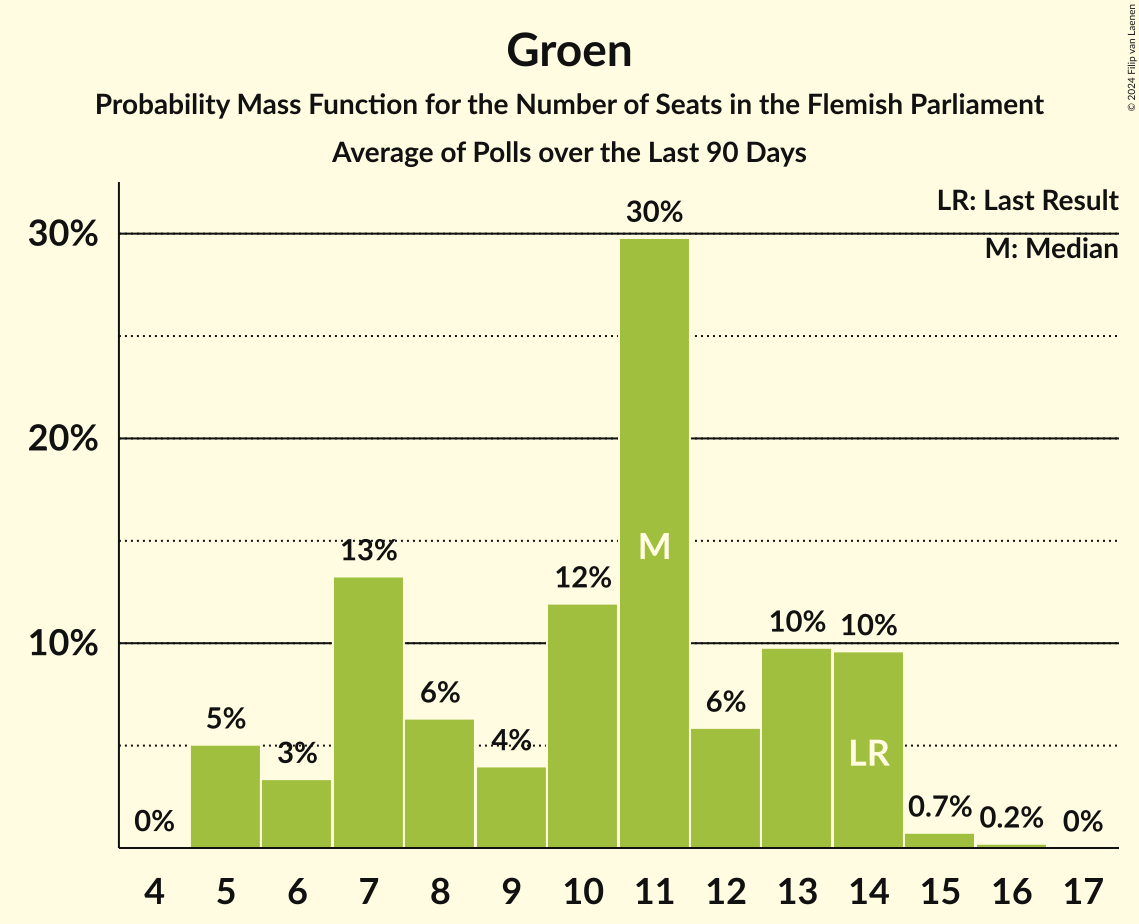 Groen
Probability Mass Function for the Number of Seats in the Flemish Parliament
Average of Polls over the Last 90 Days
© 2024 Filip van Laenen
LR: Last Result
M: Median
30%
20%
10%
0%
5%
3%
13%
6%
4%
12%
30%
6%
10%
10%
0.7%
0.2%
0%
M
LR
4 5 6 7 8 9 10 11 12 13 14 15 16 17